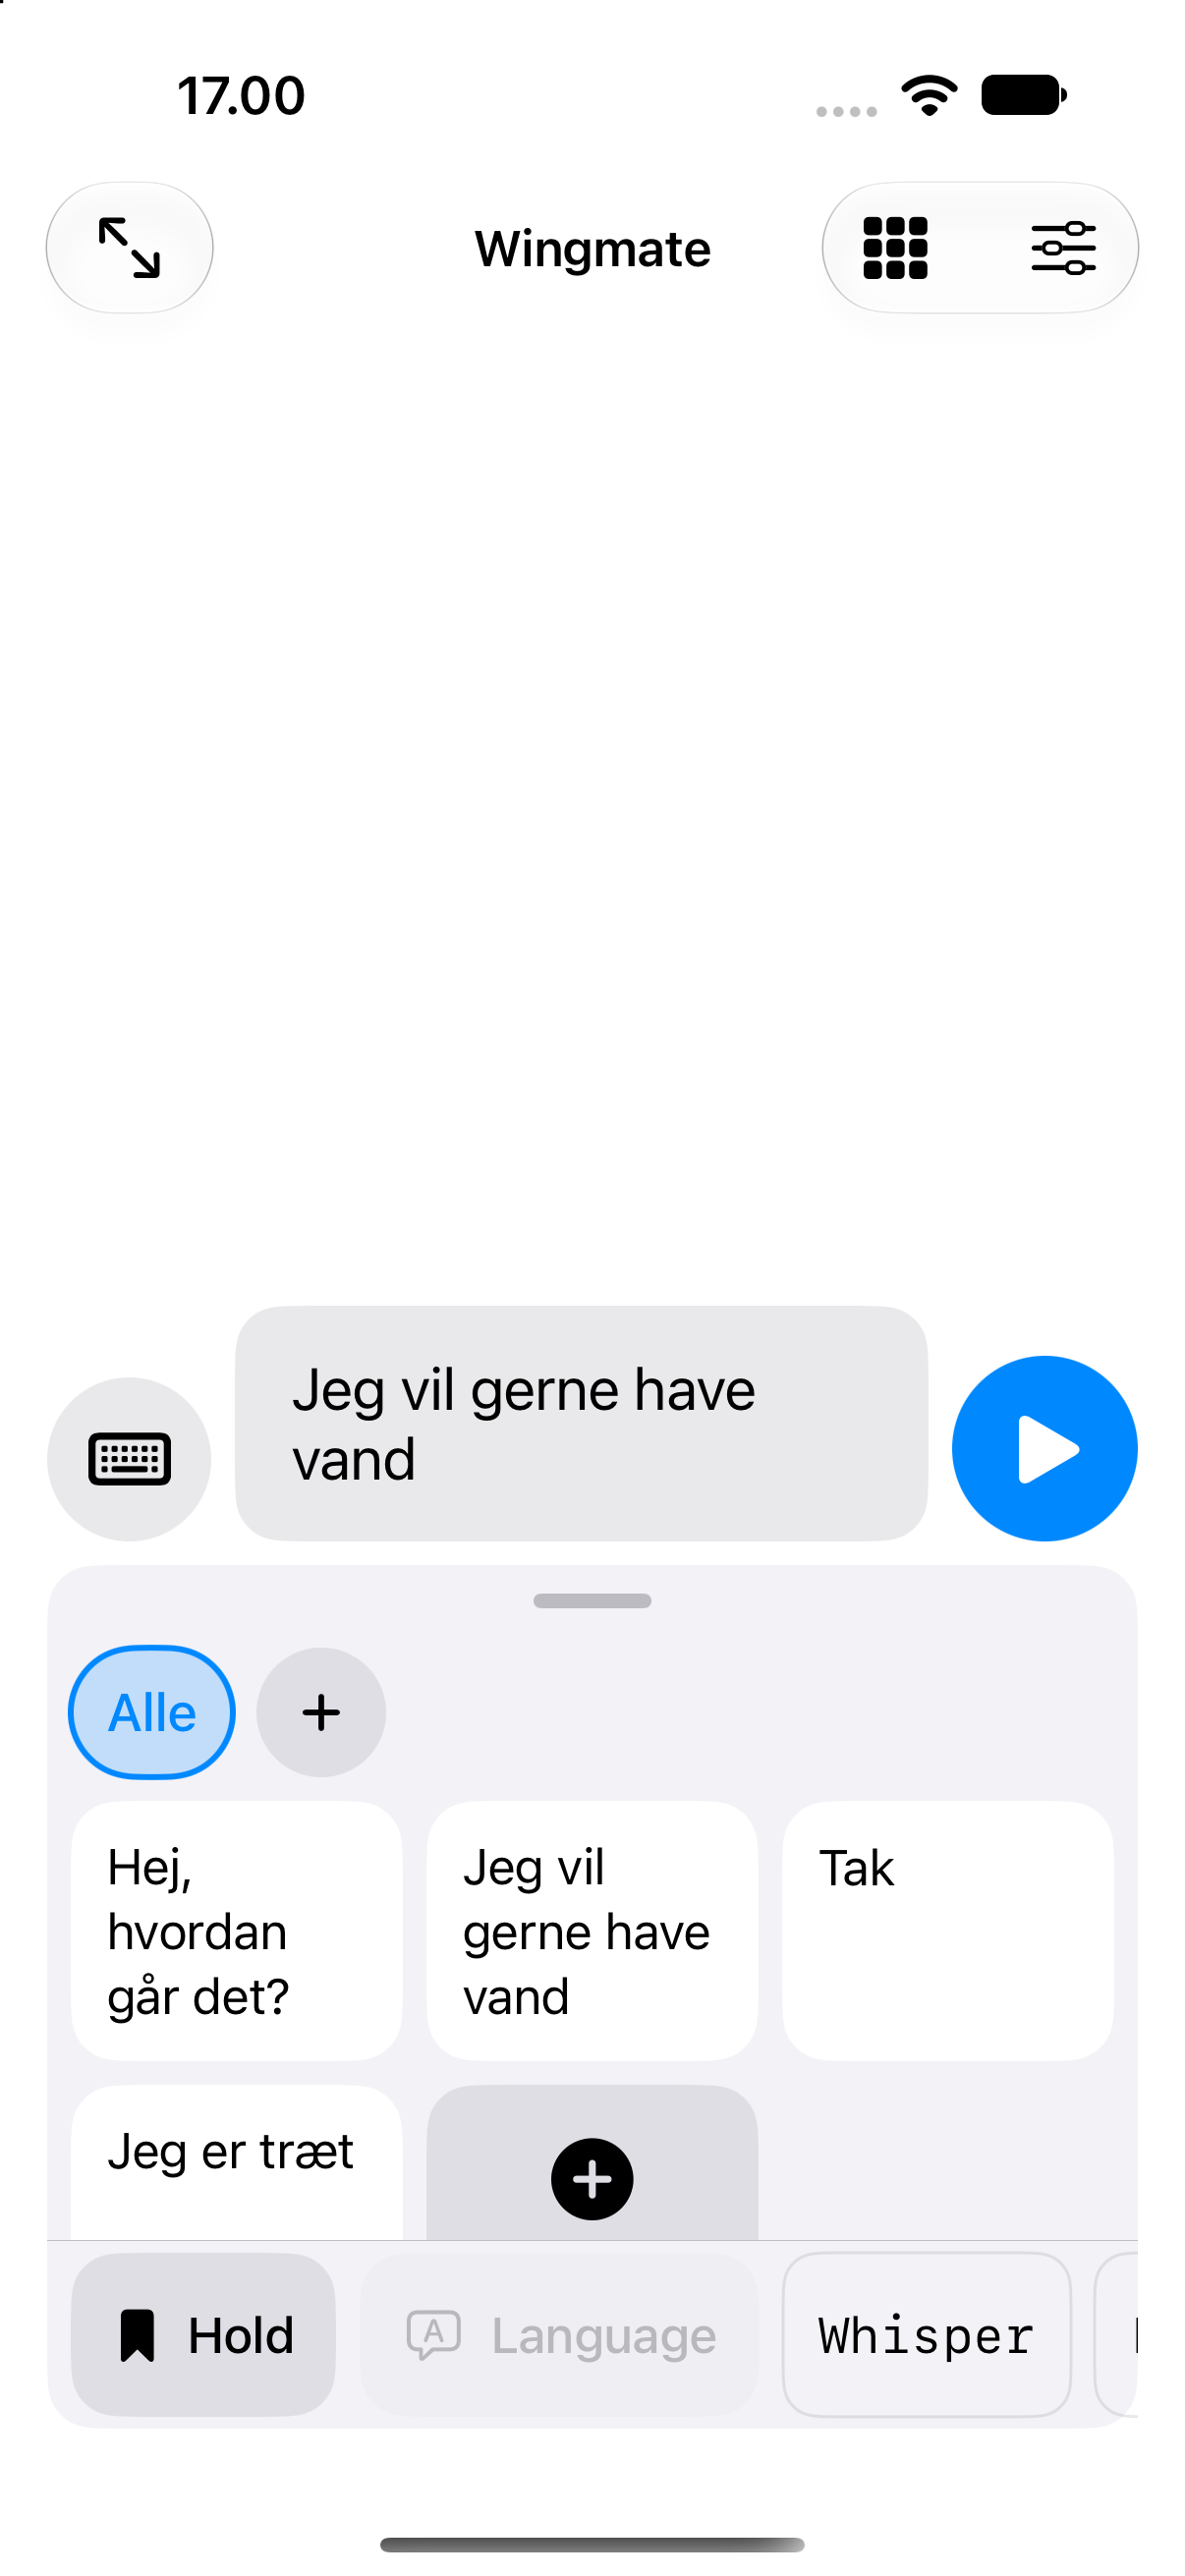 17.00
Wingmate
Jeg vil gerne have
vand
Alle
Hej,
hvordan
går det?
Jeg vil
gerne have
vand
Tak
Jeg er træt
Hold
Language
Whisper